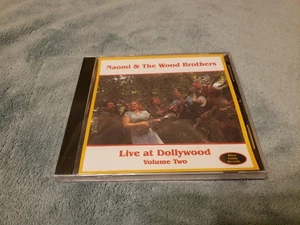 Naomi & The Wood Brothers
Live at Dollywood
Volume Two